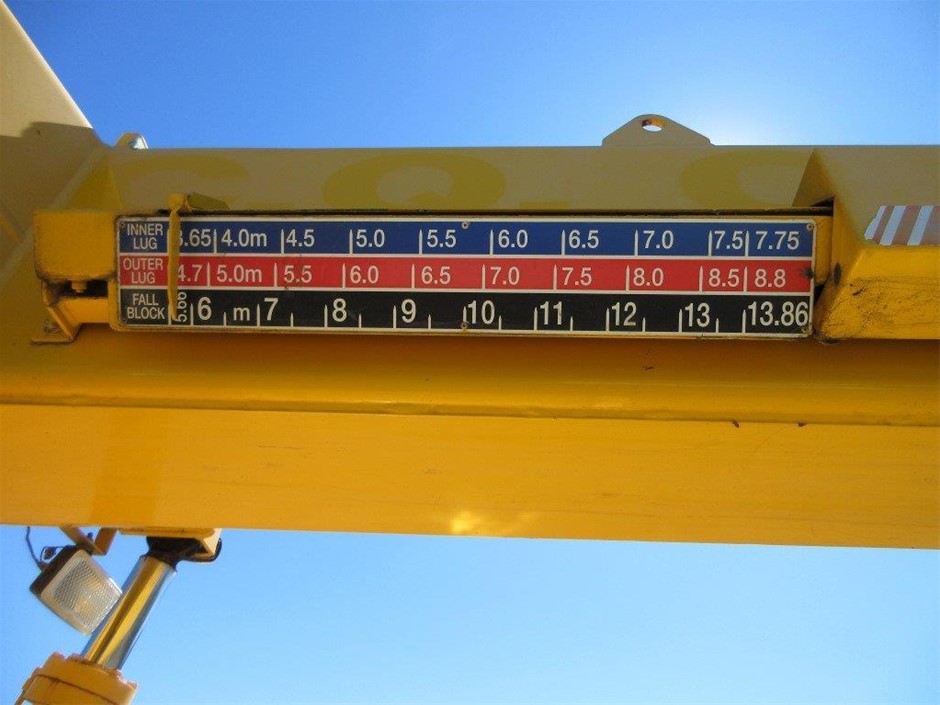 INNER LUG 3.65 4.0m 4.5 5.0 5.5 6.0 6.5 7.0 7.5 7.75
OUTER LUG 4.7 5.0m 5.5 6.0 6.5 7.0 7.5 8.0 8.5 8.8
FALL BLOCK 6 m 7 8 9 10 11 12 13 13.86